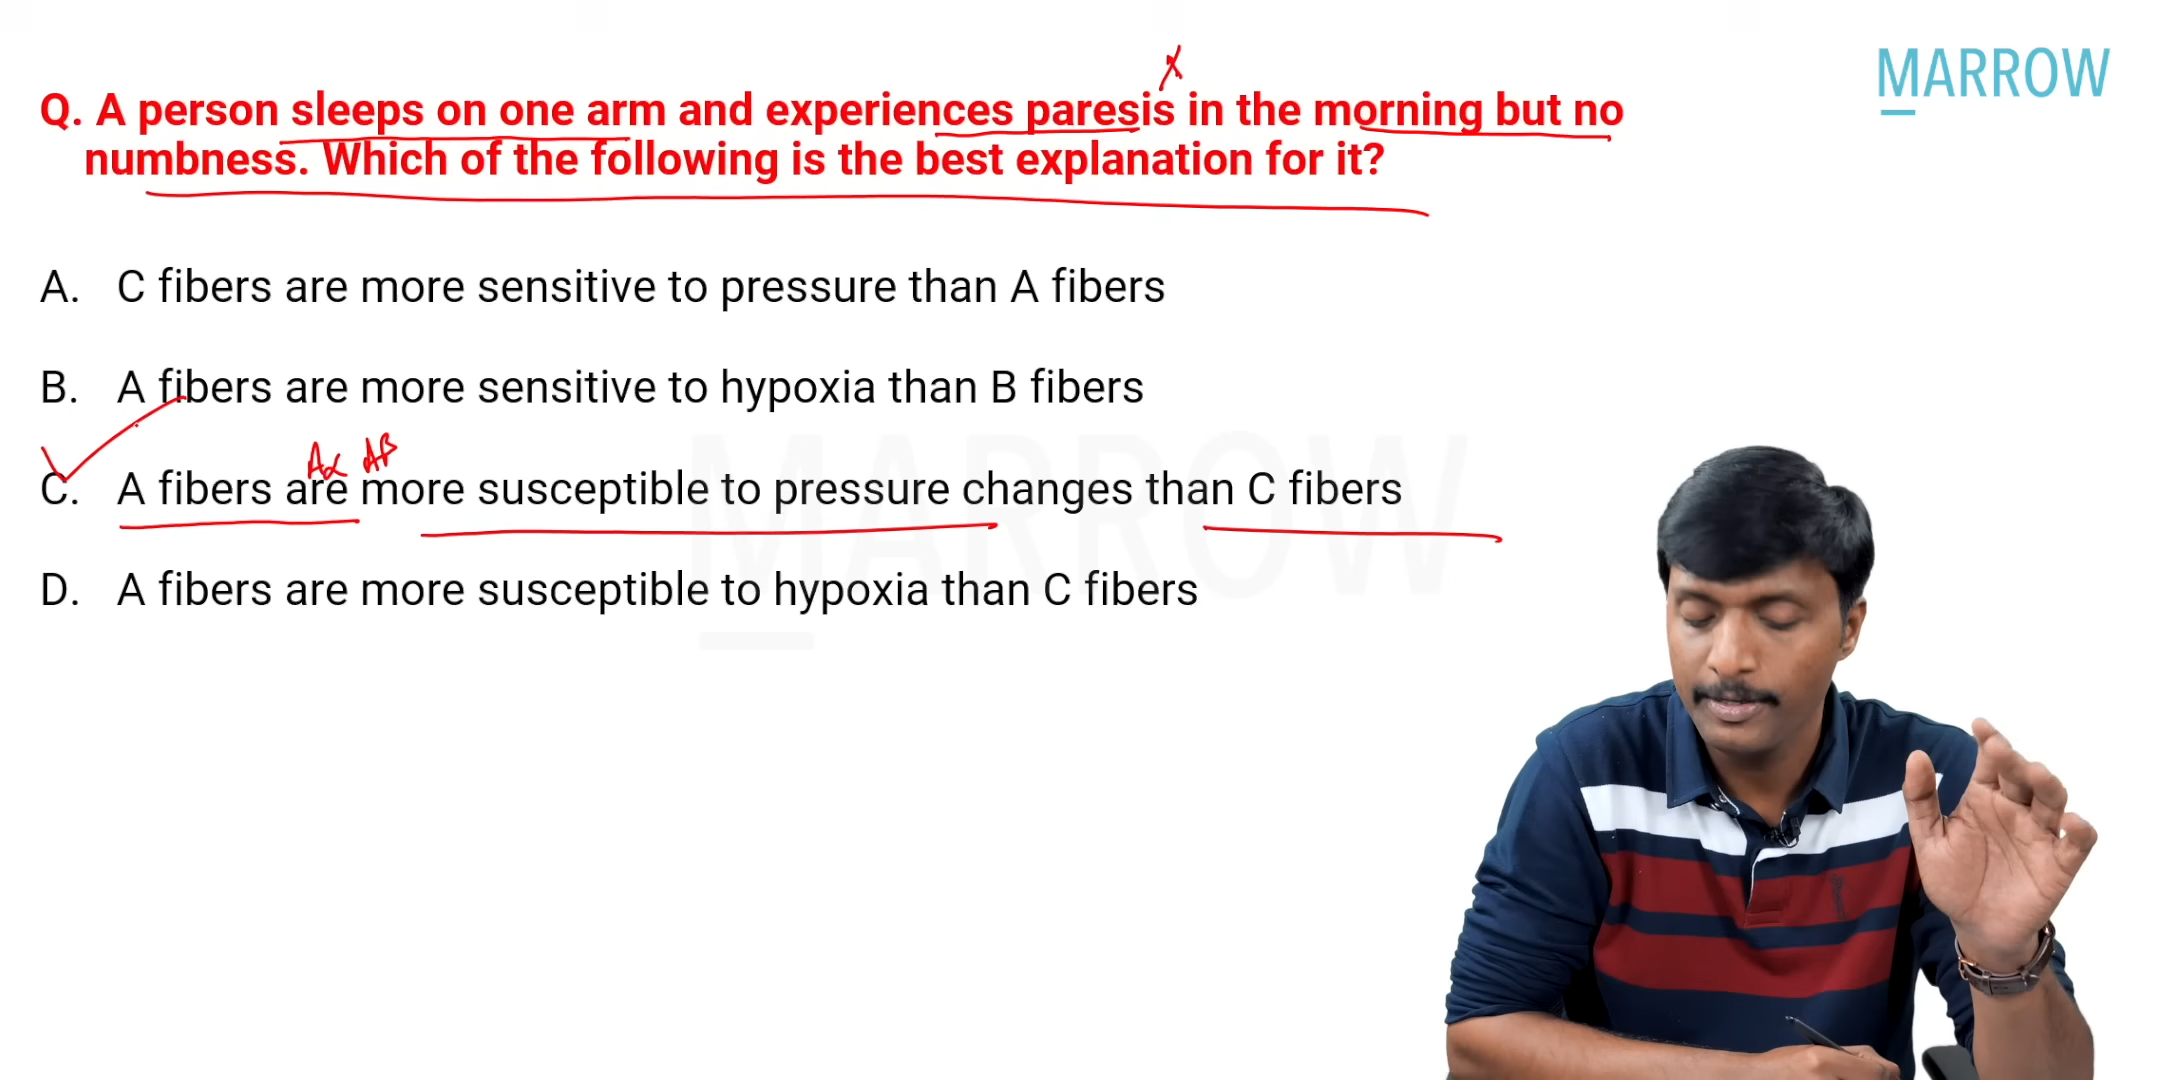 MARROW
Q. A person sleeps on one arm and experiences paresis in the morning but no
numbness. Which of the following is the best explanation for it?
A. C fibers are more sensitive to pressure than A fibers
B. A fibers are more sensitive to hypoxia than B fibers
Aα Aβ
C. A fibers are more susceptible to pressure changes than C fibers
D. A fibers are more susceptible to hypoxia than C fibers
MARROW